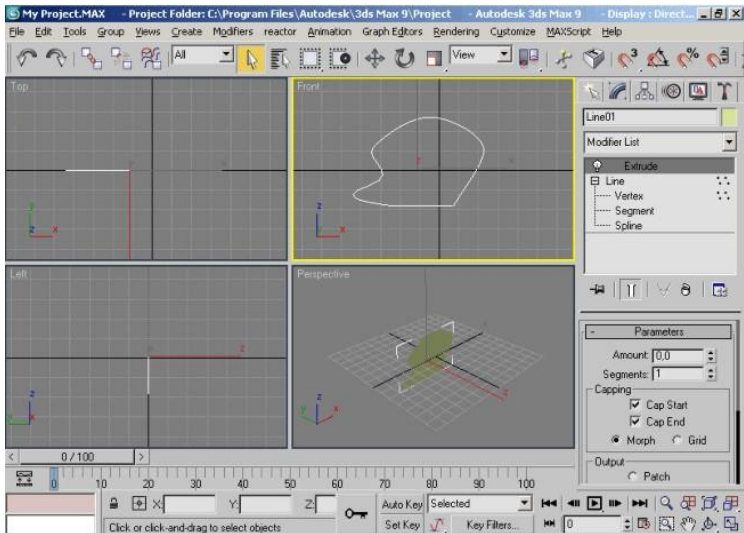 My Project.MAX - Project Folder: C:\Program Files\Autodesk\3ds Max 9\Project - Autodesk 3ds Max 9 - Display : Direct...
File Edit Tools Group Views Create Modifiers reactor Animation Graph Editors Rendering Customize MAXScript Help
All View 3
Top Front
Line01
Modifier List
Extrude
Line
Vertex
Segment
Spline
z x z x
Left Perspective
Parameters
Amount: 0,0
Segments: 1
Capping
Cap Start
Cap End
Morph Grid
Output
Patch
0 / 100
0 10 20 30 40 50 60 70 80 90 100
X: Y: Z: Auto Key Selected
Click or click-and-drag to select objects Set Key Key Filters... 0